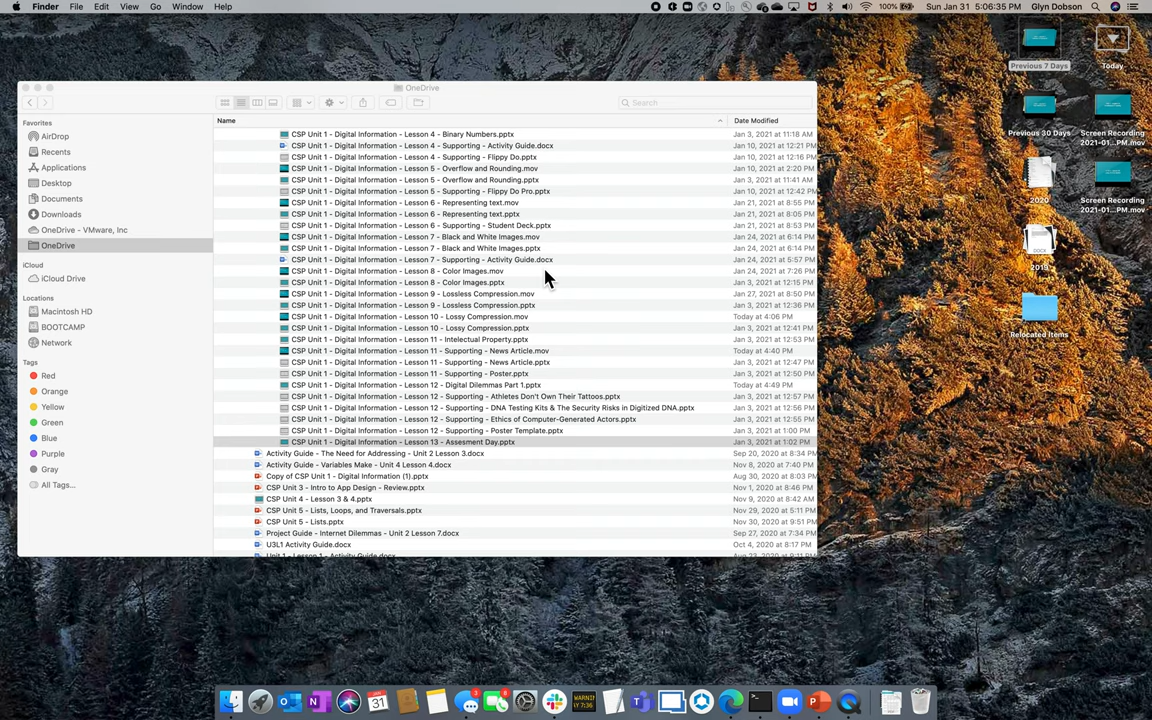 Finder File Edit View Go Window Help 100% Sun Jan 31 5:06:35 PM Glyn Dobson
OneDrive
Search
Favorites
AirDrop
Recents
Applications
Desktop
Documents
Downloads
OneDrive - VMware, Inc
OneDrive
iCloud
iCloud Drive
Locations
Macintosh HD
BOOTCAMP
Network
Tags
Red
Orange
Yellow
Green
Blue
Purple
Gray
All Tags...
Name Date Modified
CSP Unit 1 - Digital Information - Lesson 4 - Binary Numbers.pptx Jan 3, 2021 at 11:18 AM
CSP Unit 1 - Digital Information - Lesson 4 - Supporting - Activity Guide.docx Jan 10, 2021 at 12:21 PM
CSP Unit 1 - Digital Information - Lesson 4 - Supporting - Flippy Do.pptx Jan 10, 2021 at 12:16 PM
CSP Unit 1 - Digital Information - Lesson 5 - Overflow and Rounding.mov Jan 10, 2021 at 2:20 PM
CSP Unit 1 - Digital Information - Lesson 5 - Overflow and Rounding.pptx Jan 3, 2021 at 11:41 AM
CSP Unit 1 - Digital Information - Lesson 5 - Supporting - Flippy Do Pro.pptx Jan 10, 2021 at 12:42 PM
CSP Unit 1 - Digital Information - Lesson 6 - Representing text.mov Jan 21, 2021 at 8:55 PM
CSP Unit 1 - Digital Information - Lesson 6 - Representing text.pptx Jan 21, 2021 at 8:05 PM
CSP Unit 1 - Digital Information - Lesson 6 - Supporting - Student Deck.pptx Jan 3, 2021 at 12:01 PM
CSP Unit 1 - Digital Information - Lesson 7 - Black and White Images.mov Jan 24, 2021 at 6:14 PM
CSP Unit 1 - Digital Information - Lesson 7 - Black and White Images.pptx Jan 24, 2021 at 6:14 PM
CSP Unit 1 - Digital Information - Lesson 7 - Supporting - Activity Guide.docx Jan 24, 2021 at 5:57 PM
CSP Unit 1 - Digital Information - Lesson 8 - Color Images.mov Jan 24, 2021 at 7:26 PM
CSP Unit 1 - Digital Information - Lesson 8 - Color Images.pptx Jan 3, 2021 at 12:15 PM
CSP Unit 1 - Digital Information - Lesson 9 - Lossless Compression.mov Jan 27, 2021 at 8:50 PM
CSP Unit 1 - Digital Information - Lesson 9 - Lossless Compression.pptx Jan 3, 2021 at 12:36 PM
CSP Unit 1 - Digital Information - Lesson 10 - Lossy Compression.mov Today at 4:06 PM
CSP Unit 1 - Digital Information - Lesson 10 - Lossy Compression.pptx Jan 3, 2021 at 12:41 PM
CSP Unit 1 - Digital Information - Lesson 11 - Intelectual Property.pptx Jan 3, 2021 at 12:48 PM
CSP Unit 1 - Digital Information - Lesson 11 - Supporting - News Article.mov Today at 4:40 PM
CSP Unit 1 - Digital Information - Lesson 11 - Supporting - News Article.pptx Jan 3, 2021 at 12:47 PM
CSP Unit 1 - Digital Information - Lesson 11 - Supporting - Poster.pptx Jan 3, 2021 at 12:50 PM
CSP Unit 1 - Digital Information - Lesson 12 - Digital Dilemmas Part 1.pptx Today at 4:49 PM
CSP Unit 1 - Digital Information - Lesson 12 - Supporting - Athletes Don't Own Their Tattoos.pptx Jan 3, 2021 at 12:57 PM
CSP Unit 1 - Digital Information - Lesson 12 - Supporting - DNA Testing Kits & The Security Risks in Digitized DNA.pptx Jan 3, 2021 at 12:56 PM
CSP Unit 1 - Digital Information - Lesson 12 - Supporting - Ethics of Computer-Generated Actors.pptx Jan 3, 2021 at 12:54 PM
CSP Unit 1 - Digital Information - Lesson 12 - Supporting - Poster Template.pptx Jan 3, 2021 at 1:00 PM
CSP Unit 1 - Digital Information - Lesson 13 - Assesment Day.pptx Jan 3, 2021 at 1:02 PM
Activity Guide - The Need for Addressing - Unit 2 Lesson 3.docx Sep 20, 2020 at 8:34 P
Activity Guide - Variables Make - Unit 4 Lesson 4.docx Nov 8, 2020 at 7:40 PM
Copy of CSP Unit 1 - Digital Information (1).pptx Aug 30, 2020 at 8:03 P
CSP Unit 3 - Intro to App Design - Review.pptx Nov 1, 2020 at 8:46 PM
CSP Unit 4 - Lesson 3 & 4.pptx Nov 9, 2020 at 8:42 AM
CSP Unit 5 - Lists, Loops, and Traversals.pptx Nov 29, 2020 at 5:11 P
CSP Unit 5 - Lists.pptx Nov 30, 2020 at 9:51 P
Project Guide - Internet Dilemmas - Unit 2 Lesson 7.docx Sep 27, 2020 at 7:34 P
U3L1 Activity Guide.docx Oct 4, 2020 at 8:17 PM
Unit 1 - Lesson 1 - Activity Guide.docx
Previous 7 Days
Today
Previous 30 Days
Screen Recording
2021-01...PM.mov
2020
Screen Recording
2021-01...PM.mov
DOCX
2019
Relocated Items
JAN
31
WARNIN